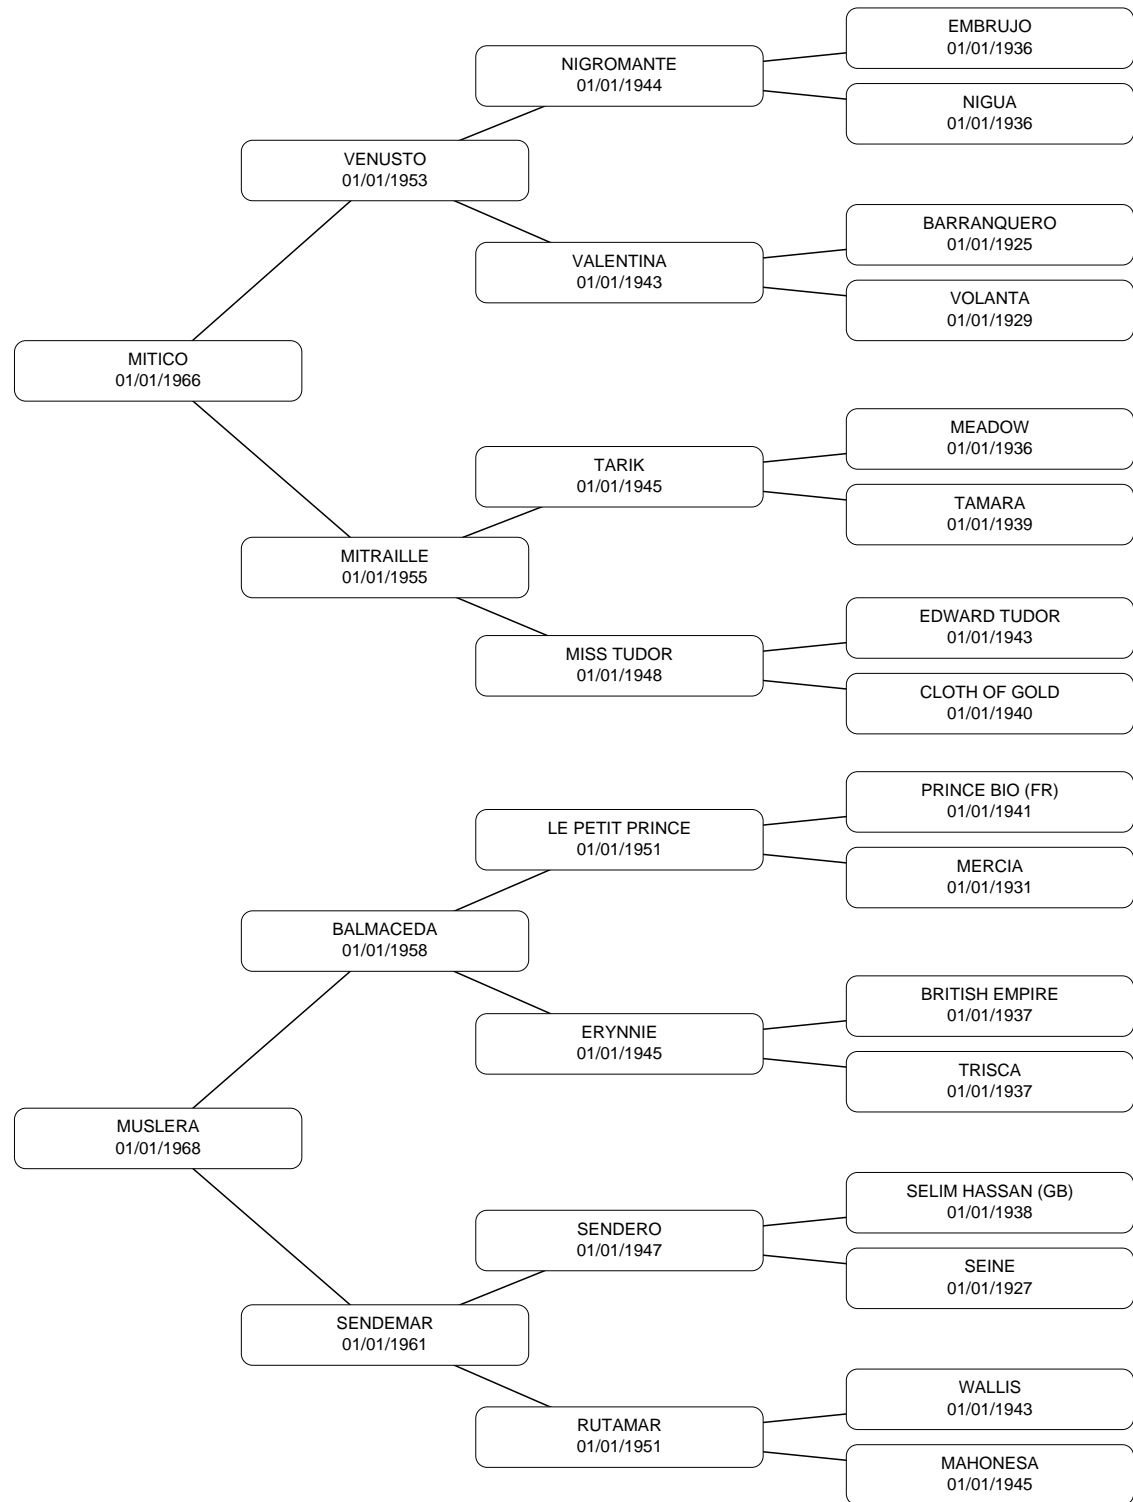 EMBRUJO
01/01/1936
NIGROMANTE
01/01/1944
NIGUA
01/01/1936
VENUSTO
01/01/1953
BARRANQUERO
01/01/1925
VALENTINA
01/01/1943
VOLANTA
01/01/1929
MITICO
01/01/1966
MEADOW
01/01/1936
TARIK
01/01/1945
TAMARA
01/01/1939
MITRAILLE
01/01/1955
EDWARD TUDOR
01/01/1943
MISS TUDOR
01/01/1948
CLOTH OF GOLD
01/01/1940
PRINCE BIO (FR)
01/01/1941
LE PETIT PRINCE
01/01/1951
MERCIA
01/01/1931
BALMACEDA
01/01/1958
BRITISH EMPIRE
01/01/1937
ERYNNIE
01/01/1945
TRISCA
01/01/1937
MUSLERA
01/01/1968
SELIM HASSAN (GB)
01/01/1938
SENDERO
01/01/1947
SEINE
01/01/1927
SENDEMAR
01/01/1961
WALLIS
01/01/1943
RUTAMAR
01/01/1951
MAHONESA
01/01/1945